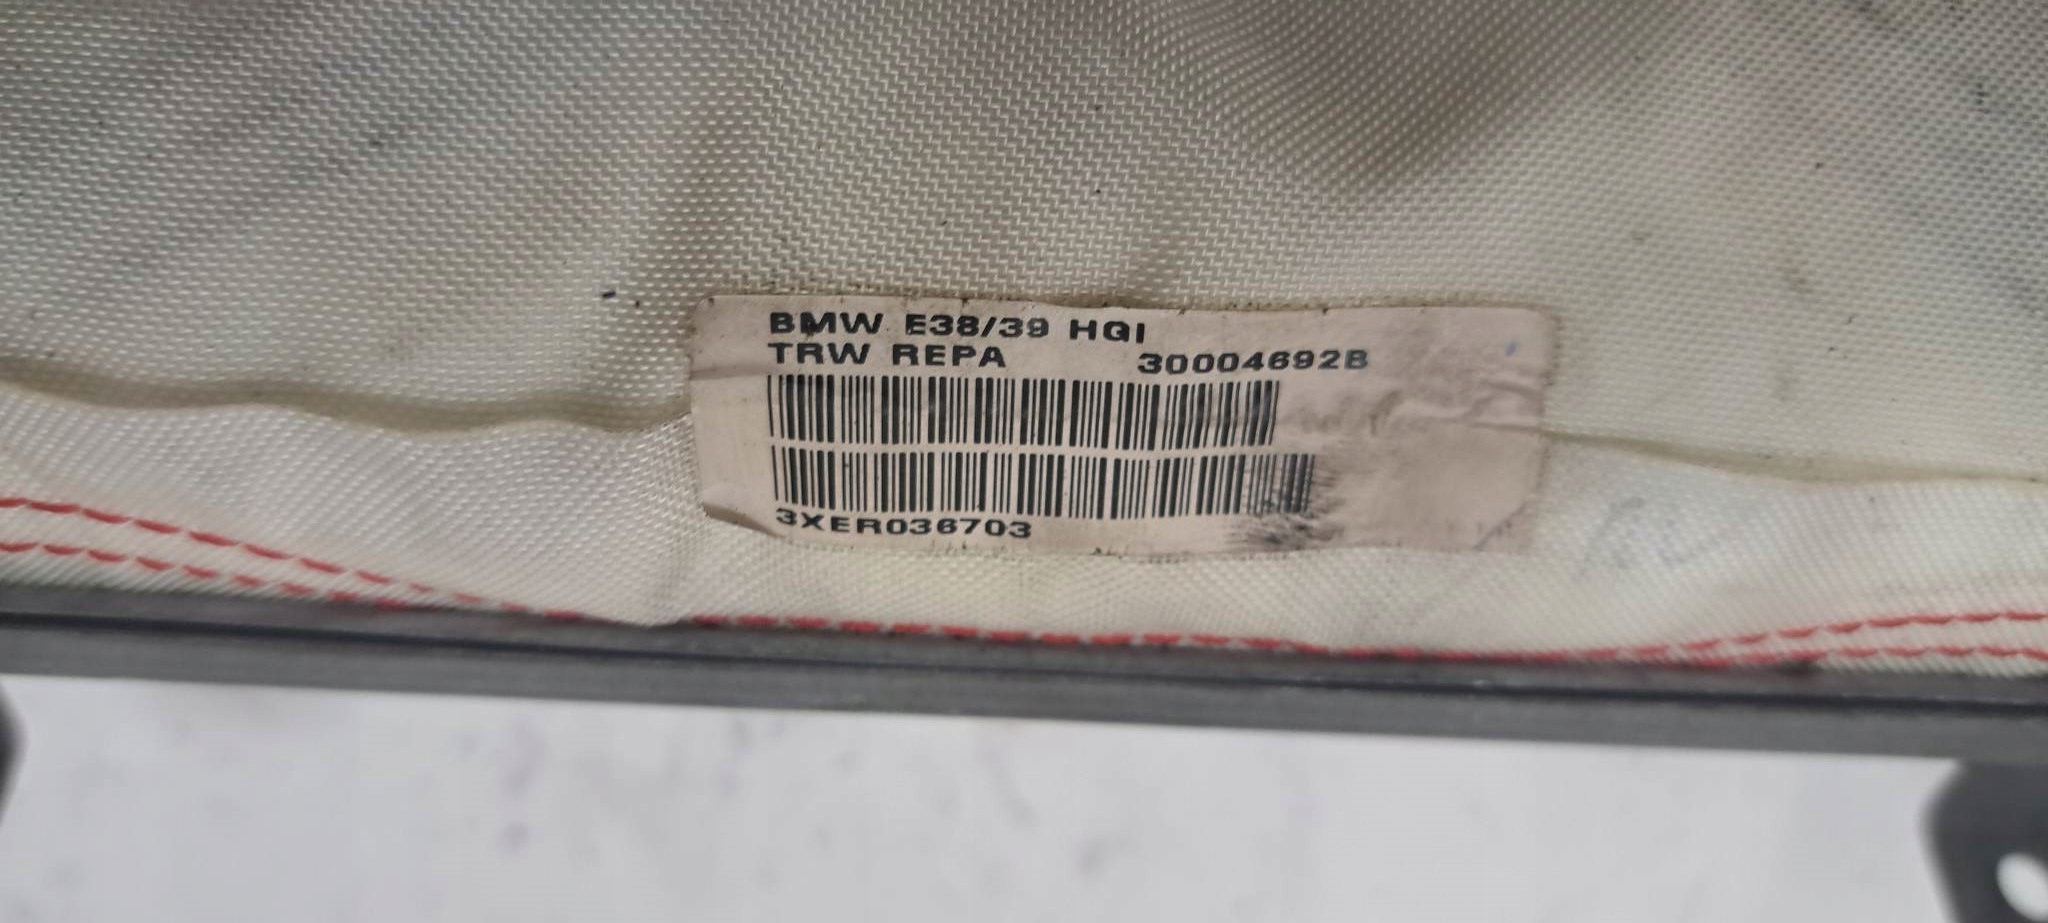 BMW E38/39 HGI
TRW REPA 30004692B
3XER036703